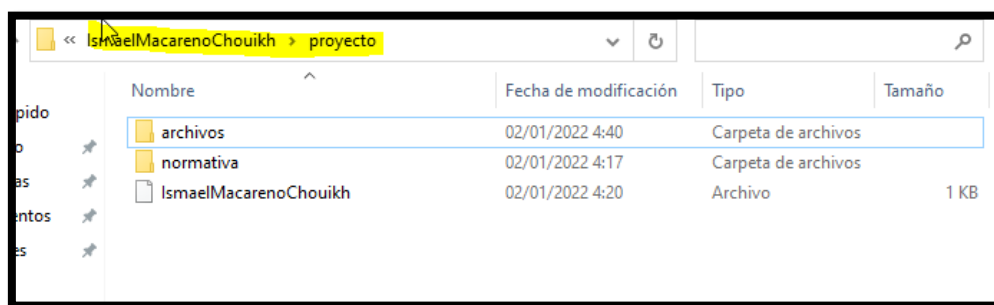 « IsmaelMacarenoChouikh > proyecto
Nombre Fecha de modificación Tipo Tamaño
pido
archivos 02/01/2022 4:40 Carpeta de archivos
o
normativa 02/01/2022 4:17 Carpeta de archivos
as
IsmaelMacarenoChouikh 02/01/2022 4:20 Archivo 1 KB
entos
es